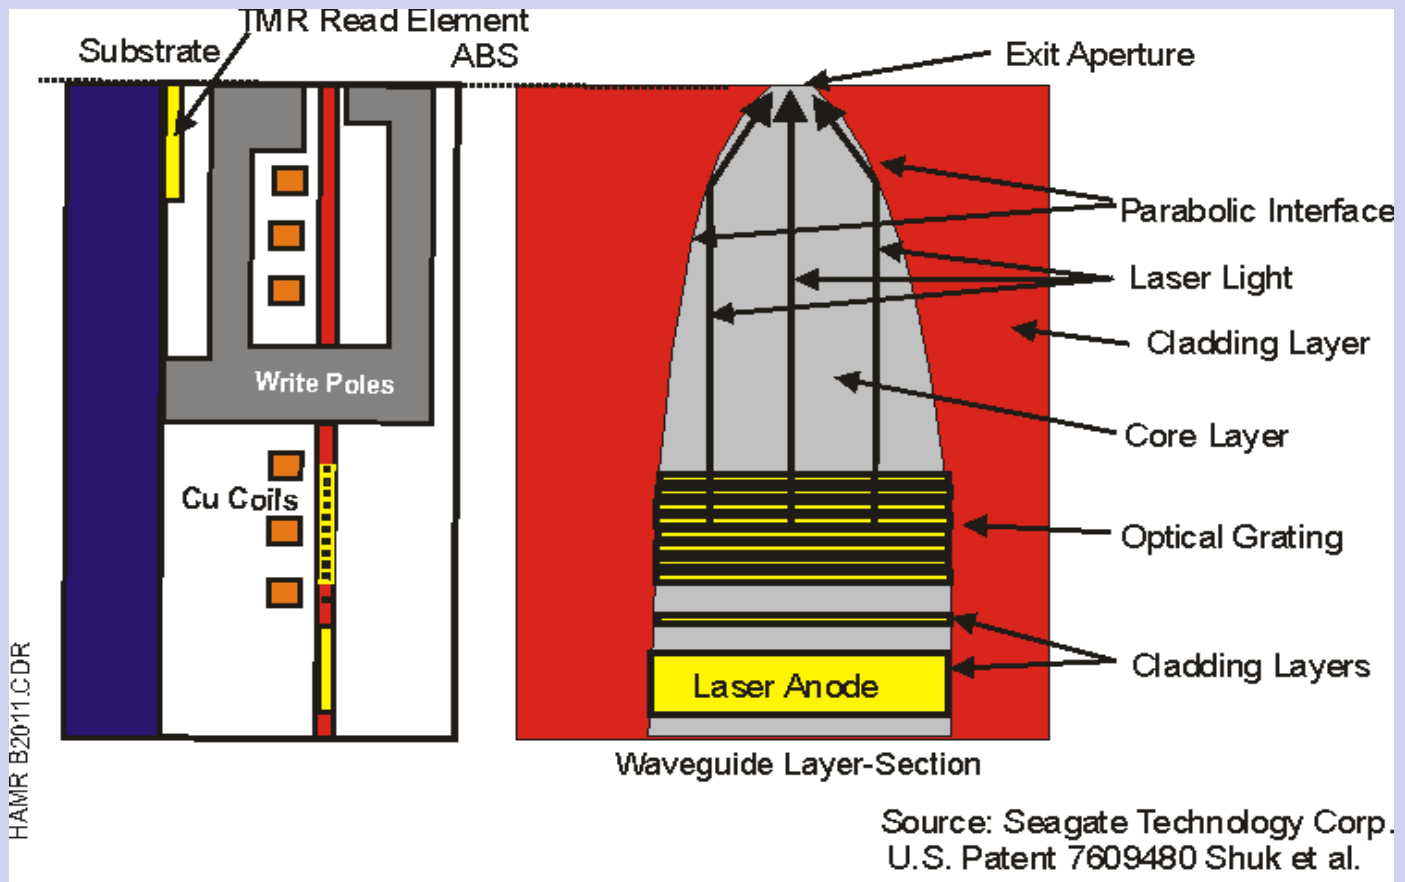 TMR Read Element
Substrate
ABS
Exit Aperture
Parabolic Interface
Laser Light
Cladding Layer
Write Poles
Core Layer
Cu Coils
Optical Grating
Cladding Layers
Laser Anode
HAMR B2011.CDR
Waveguide Layer-Section
Source: Seagate Technology Corp.
U.S. Patent 7609480 Shuk et al.